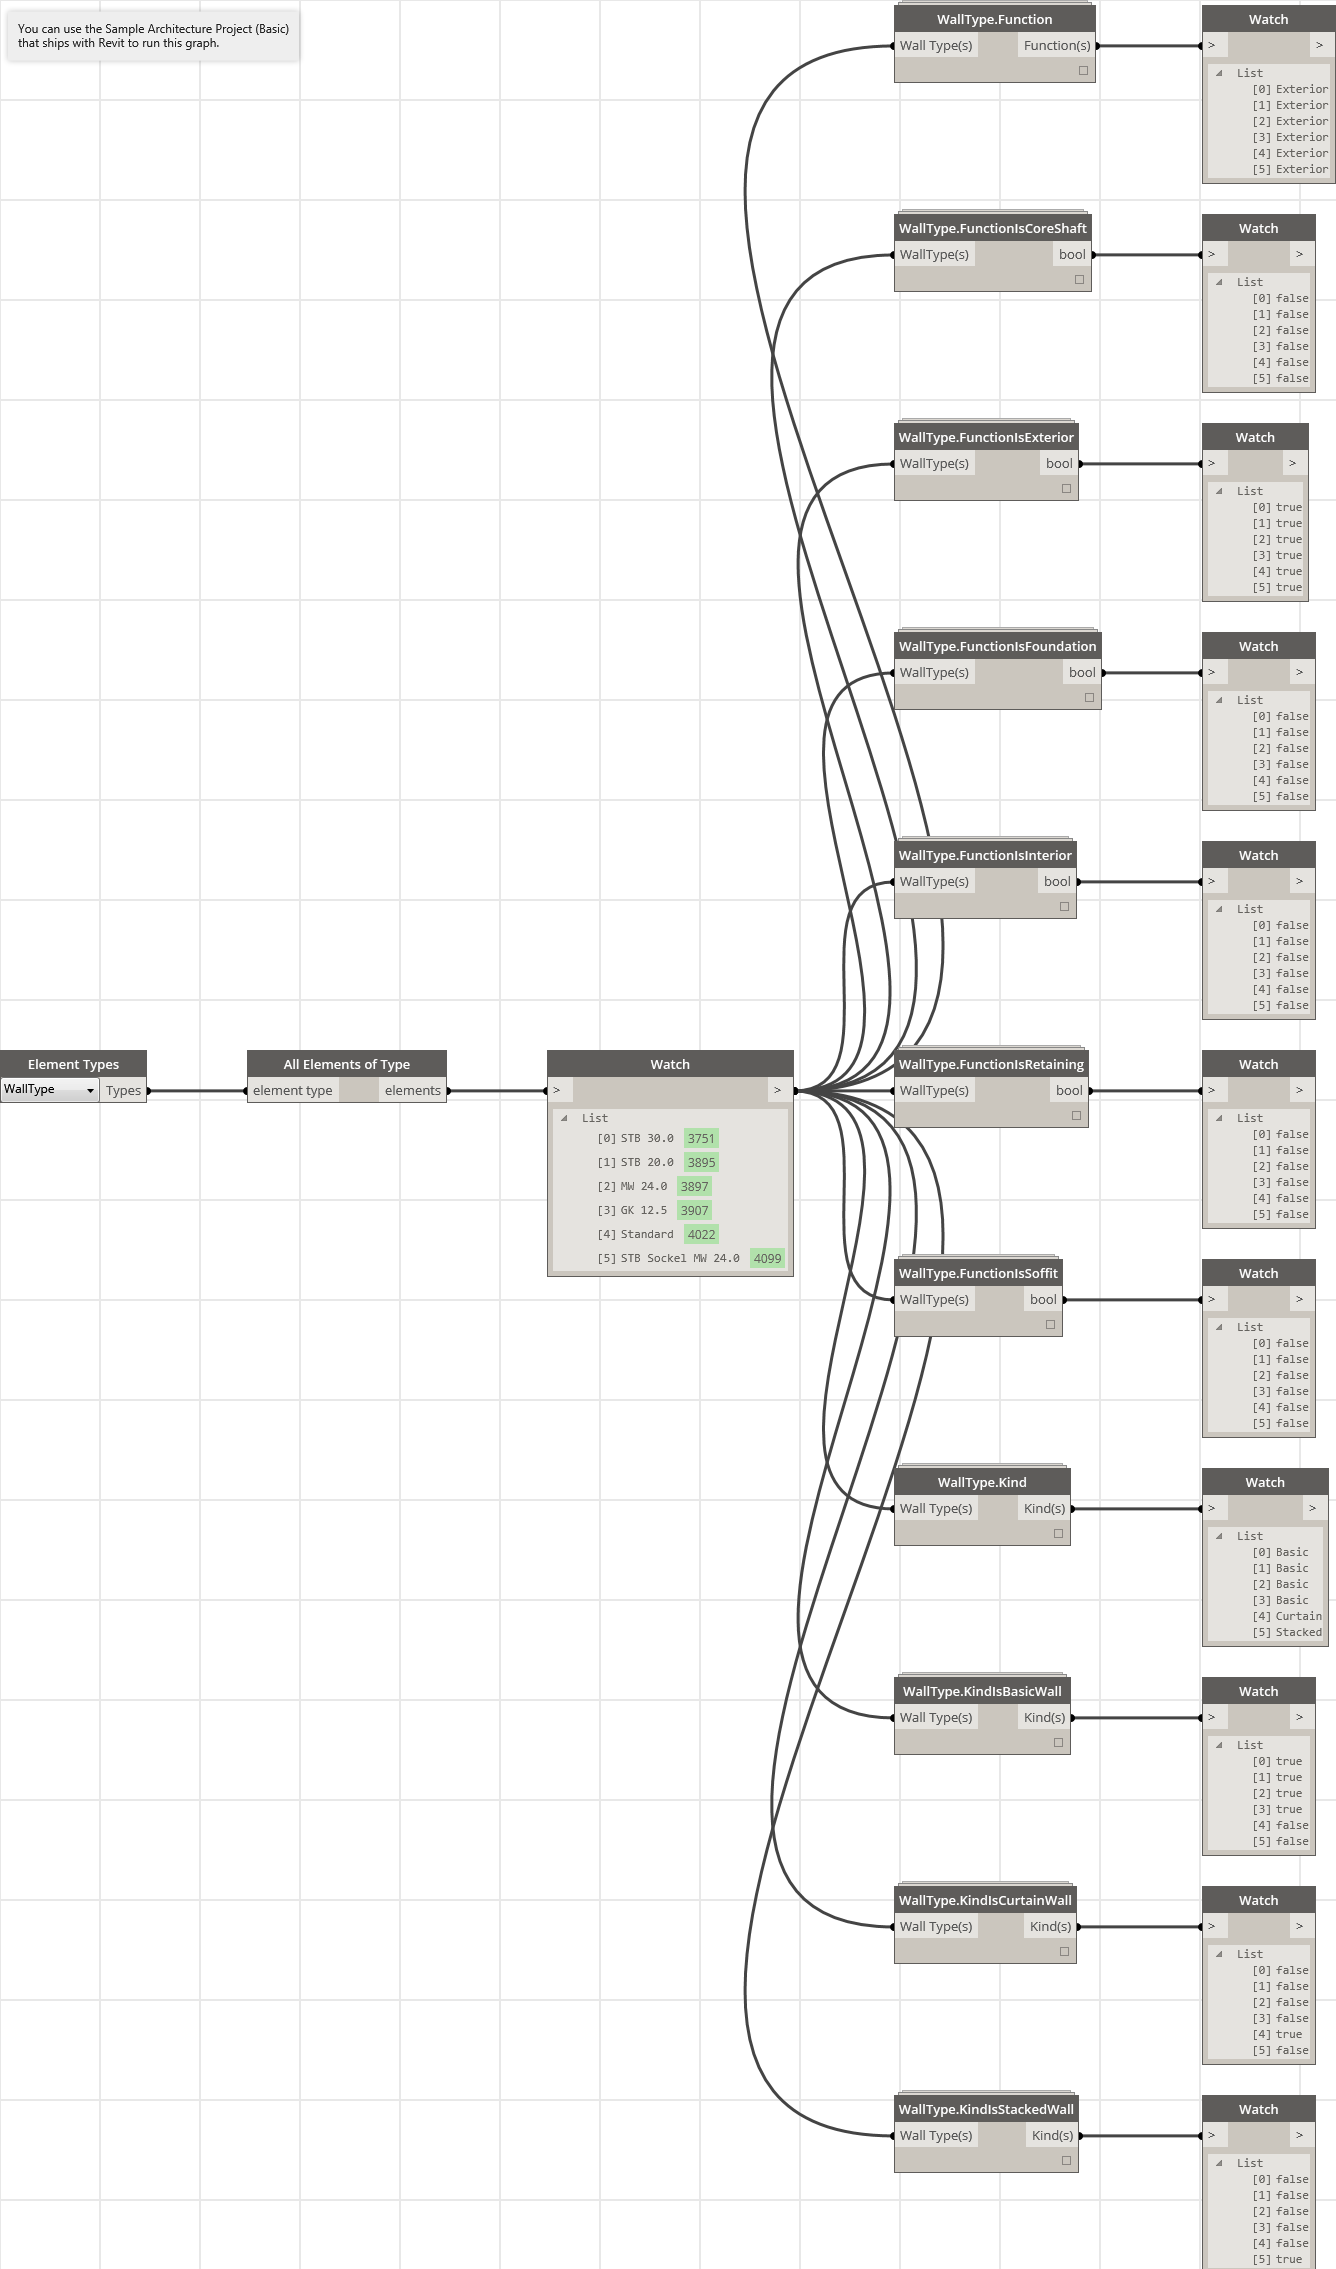 You can use the Sample Architecture Project (Basic)
that ships with Revit to run this graph.
WallType.Function
Wall Type(s) Function(s)
Watch
> >
List
[0] Exterior
[1] Exterior
[2] Exterior
[3] Exterior
[4] Exterior
[5] Exterior
WallType.FunctionIsCoreShaft
WallType(s) bool
Watch
> >
List
[0] false
[1] false
[2] false
[3] false
[4] false
[5] false
WallType.FunctionIsExterior
WallType(s) bool
Watch
> >
List
[0] true
[1] true
[2] true
[3] true
[4] true
[5] true
WallType.FunctionIsFoundation
WallType(s) bool
Watch
> >
List
[0] false
[1] false
[2] false
[3] false
[4] false
[5] false
WallType.FunctionIsInterior
WallType(s) bool
Watch
> >
List
[0] false
[1] false
[2] false
[3] false
[4] false
[5] false
Element Types
WallType Types
All Elements of Type
element type elements
Watch
> >
List
[0] STB 30.0 3751
[1] STB 20.0 3895
[2] MW 24.0 3897
[3] GK 12.5 3907
[4] Standard 4022
[5] STB Sockel MW 24.0 4099
WallType.FunctionIsRetaining
WallType(s) bool
Watch
> >
List
[0] false
[1] false
[2] false
[3] false
[4] false
[5] false
WallType.FunctionIsSoffit
WallType(s) bool
Watch
> >
List
[0] false
[1] false
[2] false
[3] false
[4] false
[5] false
WallType.Kind
Wall Type(s) Kind(s)
Watch
> >
List
[0] Basic
[1] Basic
[2] Basic
[3] Basic
[4] Curtain
[5] Stacked
WallType.KindIsBasicWall
Wall Type(s) Kind(s)
Watch
> >
List
[0] true
[1] true
[2] true
[3] true
[4] false
[5] false
WallType.KindIsCurtainWall
Wall Type(s) Kind(s)
Watch
> >
List
[0] false
[1] false
[2] false
[3] false
[4] true
[5] false
WallType.KindIsStackedWall
Wall Type(s) Kind(s)
Watch
> >
List
[0] false
[1] false
[2] false
[3] false
[4] false
[5] true